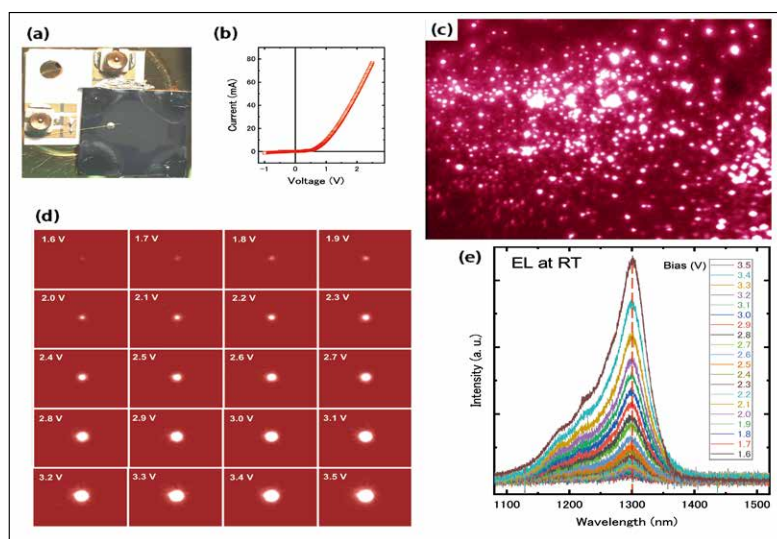 (a)
(b)
80
60
40
20
0
Current (mA)
−1
0
1
2
Voltage (V)
(c)
(d)
1.6 V
1.7 V
1.8 V
1.9 V
2.0 V
2.1 V
2.2 V
2.3 V
2.4 V
2.5 V
2.6 V
2.7 V
2.8 V
2.9 V
3.0 V
3.1 V
3.2 V
3.3 V
3.4 V
3.5 V
(e)
EL at RT
Bias (V)
3.5
3.4
3.3
3.2
3.1
3.0
2.9
2.8
2.7
2.6
2.5
2.4
2.3
2.2
2.1
2.0
1.9
1.8
1.7
1.6
Intensity (a. u.)
1100
1200
1300
1400
1500
Wavelength (nm)